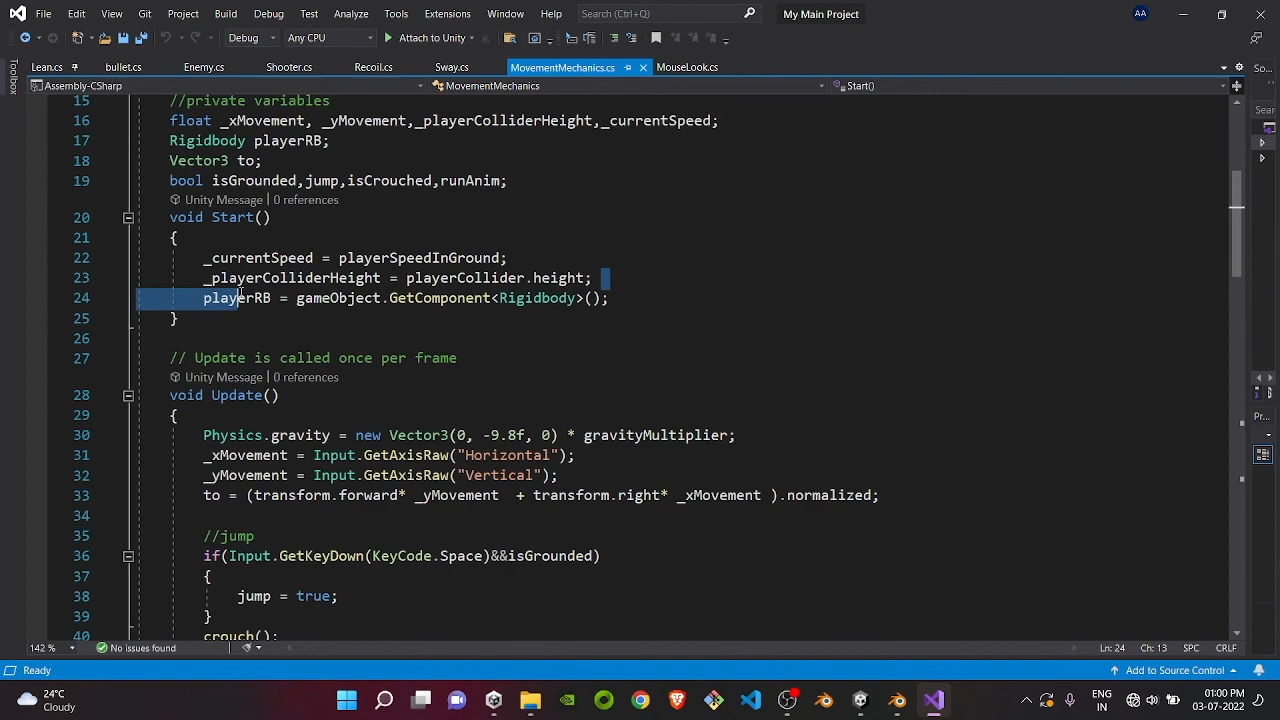 File Edit View Git Project Build Debug Test Analyze Tools Extensions Window Help Search (Ctrl+Q) My Main Project AA
Debug Any CPU Attach to Unity
Toolbox
Lean.cs bullet.cs Enemy.cs Shooter.cs Recoil.cs Sway.cs MovementMechanics.cs MouseLook.cs So...
Assembly-CSharp MovementMechanics Start()
Sear
15 //private variables
16 float _xMovement, _yMovement,_playerColliderHeight,_currentSpeed;
17 Rigidbody playerRB;
18 Vector3 to;
19 bool isGrounded,jump,isCrouched,runAnim;
Unity Message | 0 references
20 void Start()
21 {
22 _currentSpeed = playerSpeedInGround;
23 _playerColliderHeight = playerCollider.height;
24 playerRB = gameObject.GetComponent<Rigidbody>();
25 }
26
27 // Update is called once per frame
Unity Message | 0 references
28 void Update()
29 {
30 Physics.gravity = new Vector3(0, -9.8f, 0) * gravityMultiplier;
31 _xMovement = Input.GetAxisRaw("Horizontal");
32 _yMovement = Input.GetAxisRaw("Vertical");
33 to = (transform.forward* _yMovement + transform.right* _xMovement ).normalized;
34
35 //jump
36 if(Input.GetKeyDown(KeyCode.Space)&&isGrounded)
37 {
38 jump = true;
39 }
40 crouch();
Pr...
142 % No issues found Ln: 24 Ch: 13 SPC CRLF
Ready Add to Source Control
24°C
Cloudy
ENG
IN
01:00 PM
03-07-2022